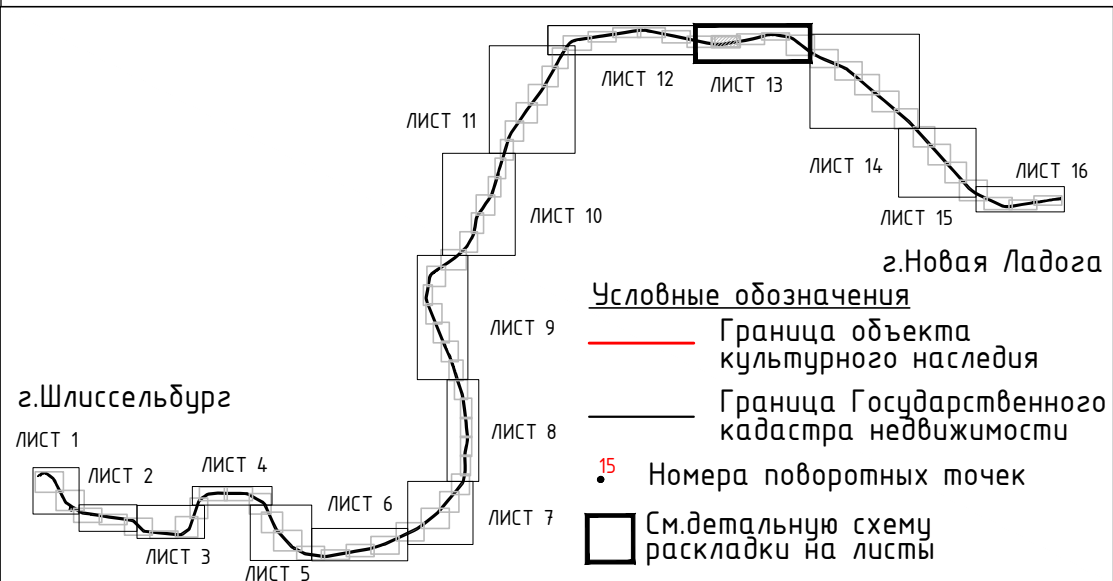 ЛИСТ 12
ЛИСТ 13
ЛИСТ 11
ЛИСТ 14
ЛИСТ 16
ЛИСТ 10
ЛИСТ 15
г.Новая Ладога
Условные обозначения
ЛИСТ 9
Граница объекта
культурного наследия
г.Шлиссельбург
Граница Государственного
кадастра недвижимости
ЛИСТ 1
ЛИСТ 8
ЛИСТ 2
ЛИСТ 4
15
Номера поворотных точек
ЛИСТ 6
ЛИСТ 7
См.детальную схему
раскладки на листы
ЛИСТ 3
ЛИСТ 5